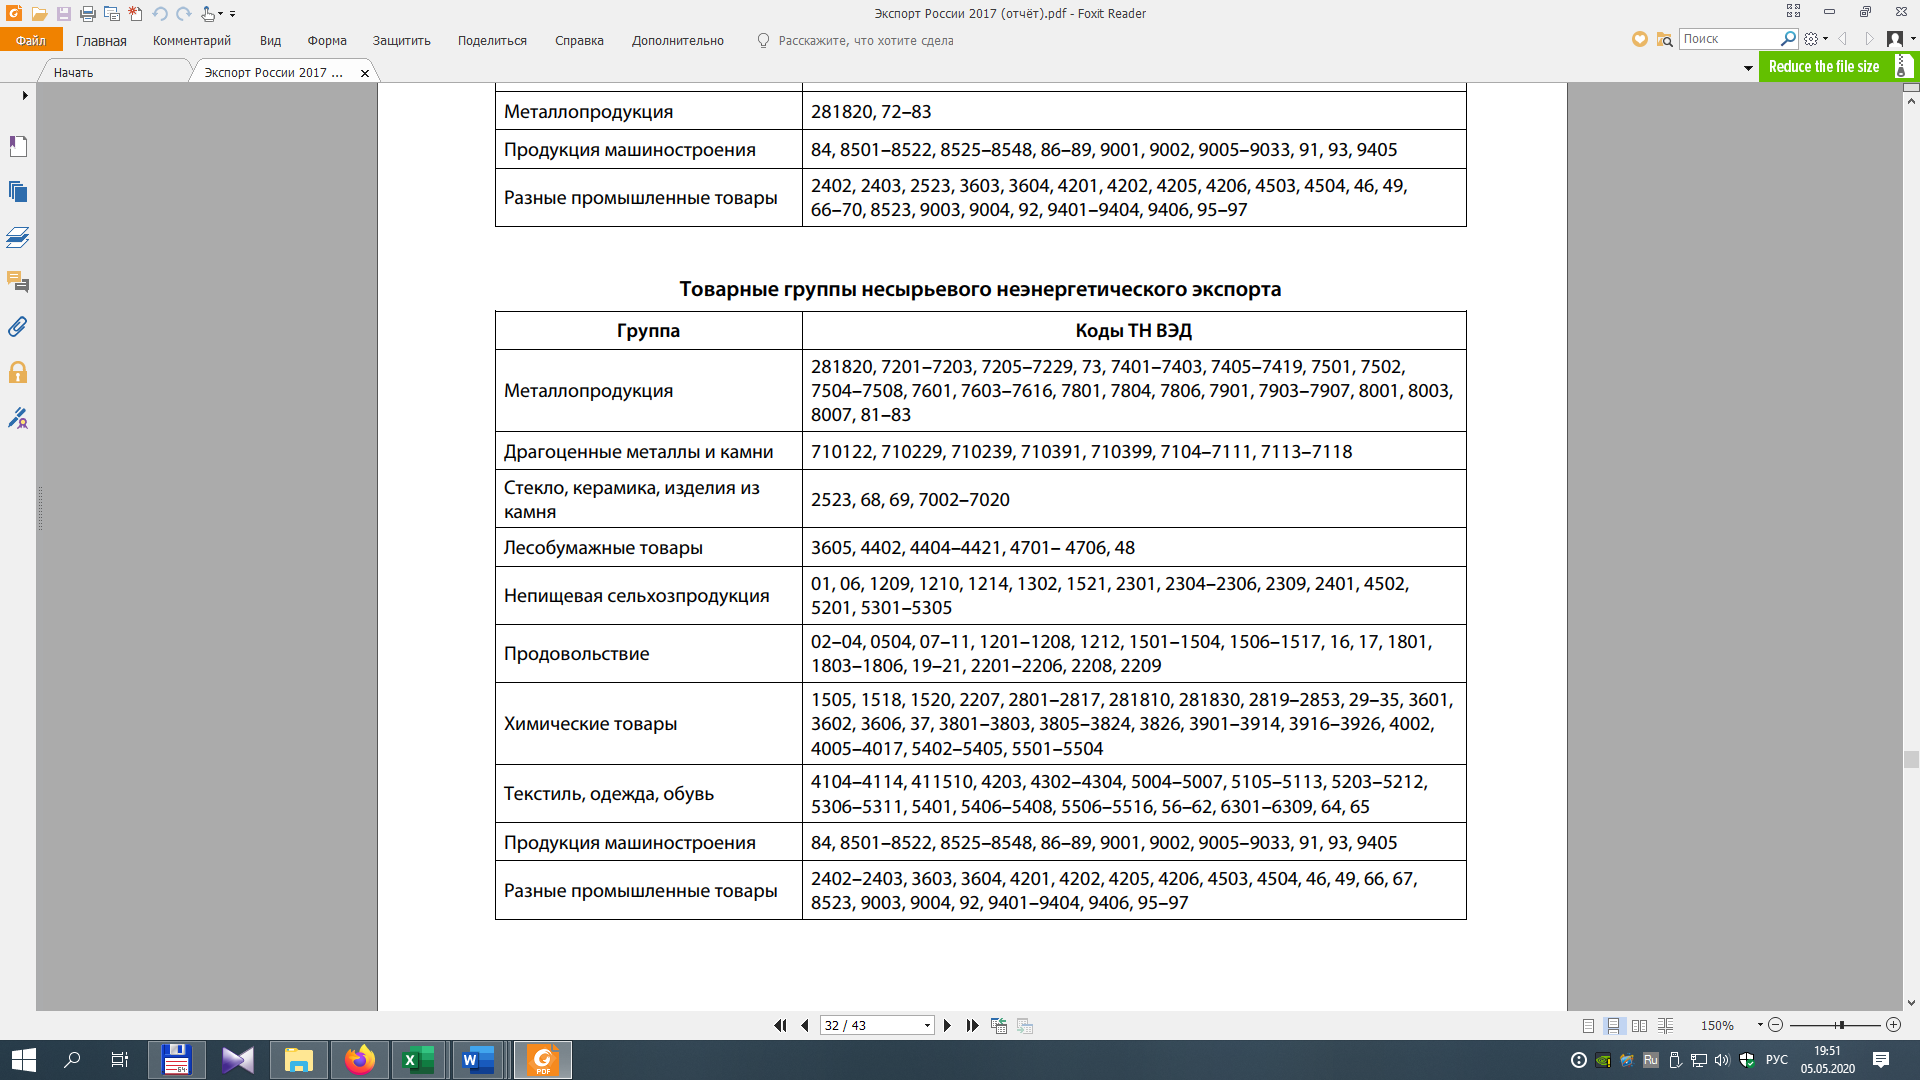 Экспорт России 2017 (отчёт).pdf - Foxit Reader
Файл Главная Комментарий Вид Форма Защитить Поделиться Справка Дополнительно Расскажите, что хотите сдела Поиск
Начать Экспорт России 2017 ... Reduce the file size
Металлопродукция 281820, 72–83
Продукция машиностроения 84, 8501–8522, 8525–8548, 86–89, 9001, 9002, 9005–9033, 91, 93, 9405
Разные промышленные товары 2402, 2403, 2523, 3603, 3604, 4201, 4202, 4205, 4206, 4503, 4504, 46, 49,
66–70, 8523, 9003, 9004, 92, 9401–9404, 9406, 95–97
Товарные группы несырьевого неэнергетического экспорта
Группа Коды ТН ВЭД
Металлопродукция 281820, 7201–7203, 7205–7229, 73, 7401–7403, 7405–7419, 7501, 7502,
7504–7508, 7601, 7603–7616, 7801, 7804, 7806, 7901, 7903–7907, 8001, 8003,
8007, 81–83
Драгоценные металлы и камни 710122, 710229, 710239, 710391, 710399, 7104–7111, 7113–7118
Стекло, керамика, изделия из
камня 2523, 68, 69, 7002–7020
Лесобумажные товары 3605, 4402, 4404–4421, 4701– 4706, 48
Непищевая сельхозпродукция 01, 06, 1209, 1210, 1214, 1302, 1521, 2301, 2304–2306, 2309, 2401, 4502,
5201, 5301–5305
Продовольствие 02–04, 0504, 07–11, 1201–1208, 1212, 1501–1504, 1506–1517, 16, 17, 1801,
1803–1806, 19–21, 2201–2206, 2208, 2209
Химические товары 1505, 1518, 1520, 2207, 2801–2817, 281810, 281830, 2819–2853, 29–35, 3601,
3602, 3606, 37, 3801–3803, 3805–3824, 3826, 3901–3914, 3916–3926, 4002,
4005–4017, 5402–5405, 5501–5504
Текстиль, одежда, обувь 4104–4114, 411510, 4203, 4302–4304, 5004–5007, 5105–5113, 5203–5212,
5306–5311, 5401, 5406–5408, 5506–5516, 56–62, 6301–6309, 64, 65
Продукция машиностроения 84, 8501–8522, 8525–8548, 86–89, 9001, 9002, 9005–9033, 91, 93, 9405
Разные промышленные товары 2402–2403, 3603, 3604, 4201, 4202, 4205, 4206, 4503, 4504, 46, 49, 66, 67,
8523, 9003, 9004, 92, 9401–9404, 9406, 95–97
32 / 43 150%
64 PDF Ru РУС 19:51
05.05.2020